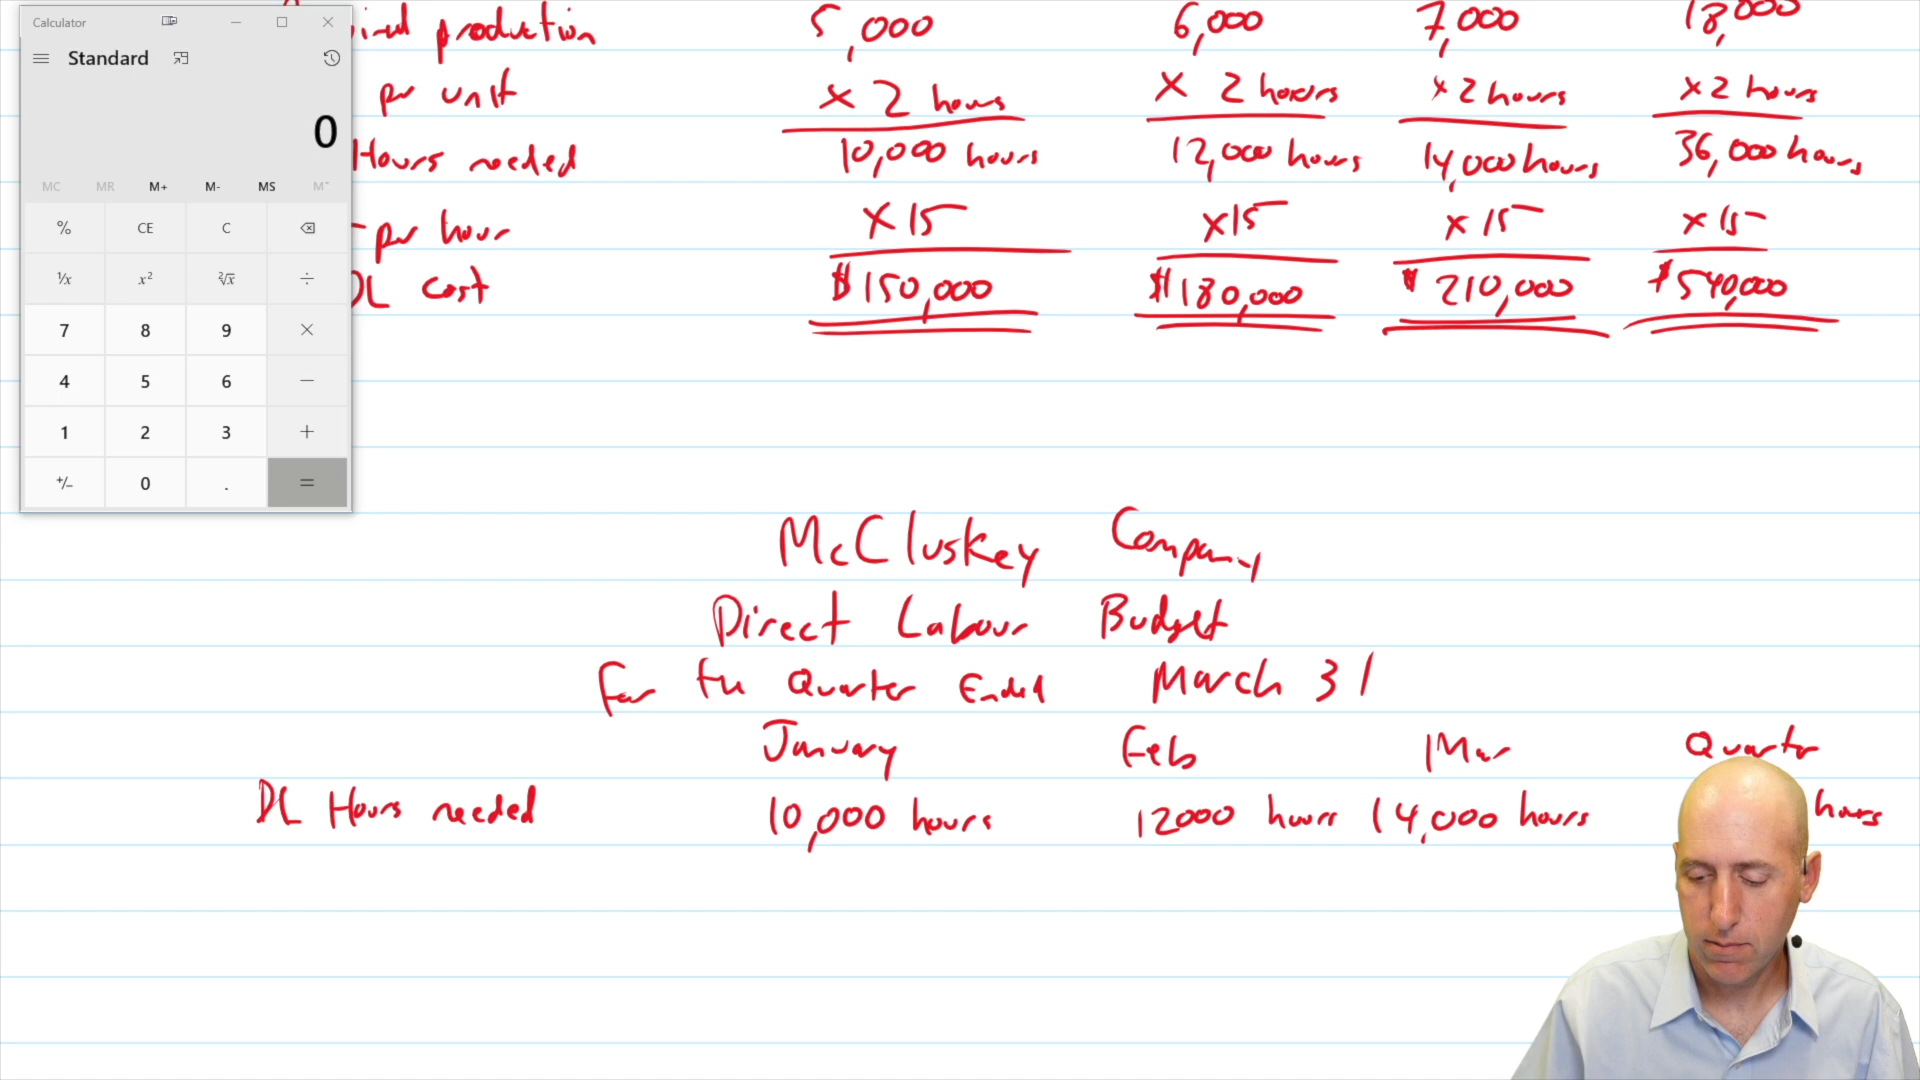 Calculator
Standard
0
MC MR M+ M- MS M˅
% CE C
¹/x x² ²√x ÷
7 8 9 ×
4 5 6 −
1 2 3 +
+/− 0 . =
production 5,000 6,000 7,000 18,000
per unit × 2 hours × 2 hours × 2 hours × 2 hours
Hours needed 10,000 hours 12,000 hours 14,000 hours 36,000 hours
per hour × 15 × 15 × 15 × 15
DL cost $150,000 $180,000 $210,000 $540,000
McCluskey Company
Direct Labour Budget
For the Quarter Ended March 31
January Feb Mar Quarter
DL Hours needed 10,000 hours 12000 hours 14,000 hours hours